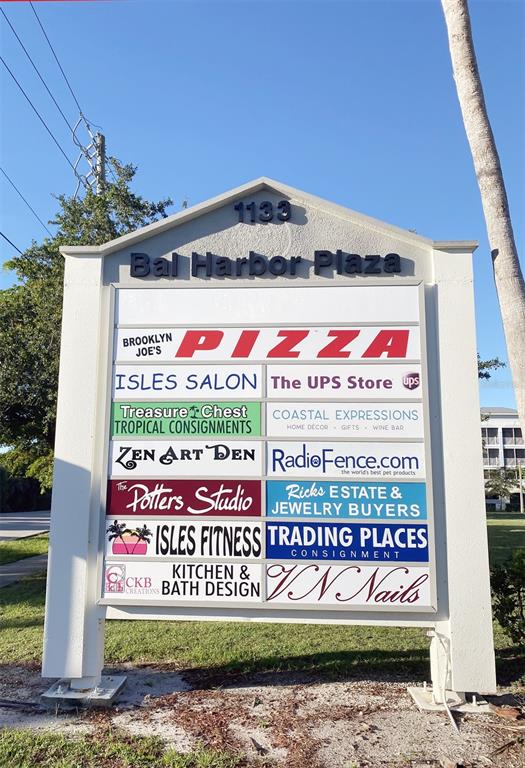 1133
Bal Harbor Plaza
BROOKLYN
JOE'S
PIZZA
ISLES SALON
The UPS Store
ups
Treasure Chest
TROPICAL CONSIGNMENTS
COASTAL EXPRESSIONS
HOME DÉCOR - GIFTS - WINE BAR
ZEN ART DEN
RadioFence.com
the world's best pet products
The Potters Studio
Ricks ESTATE &
JEWELRY BUYERS
ISLES FITNESS
TRADING PLACES
CONSIGNMENT
CKB
CREATIONS
KITCHEN &
BATH DESIGN
VN Nails